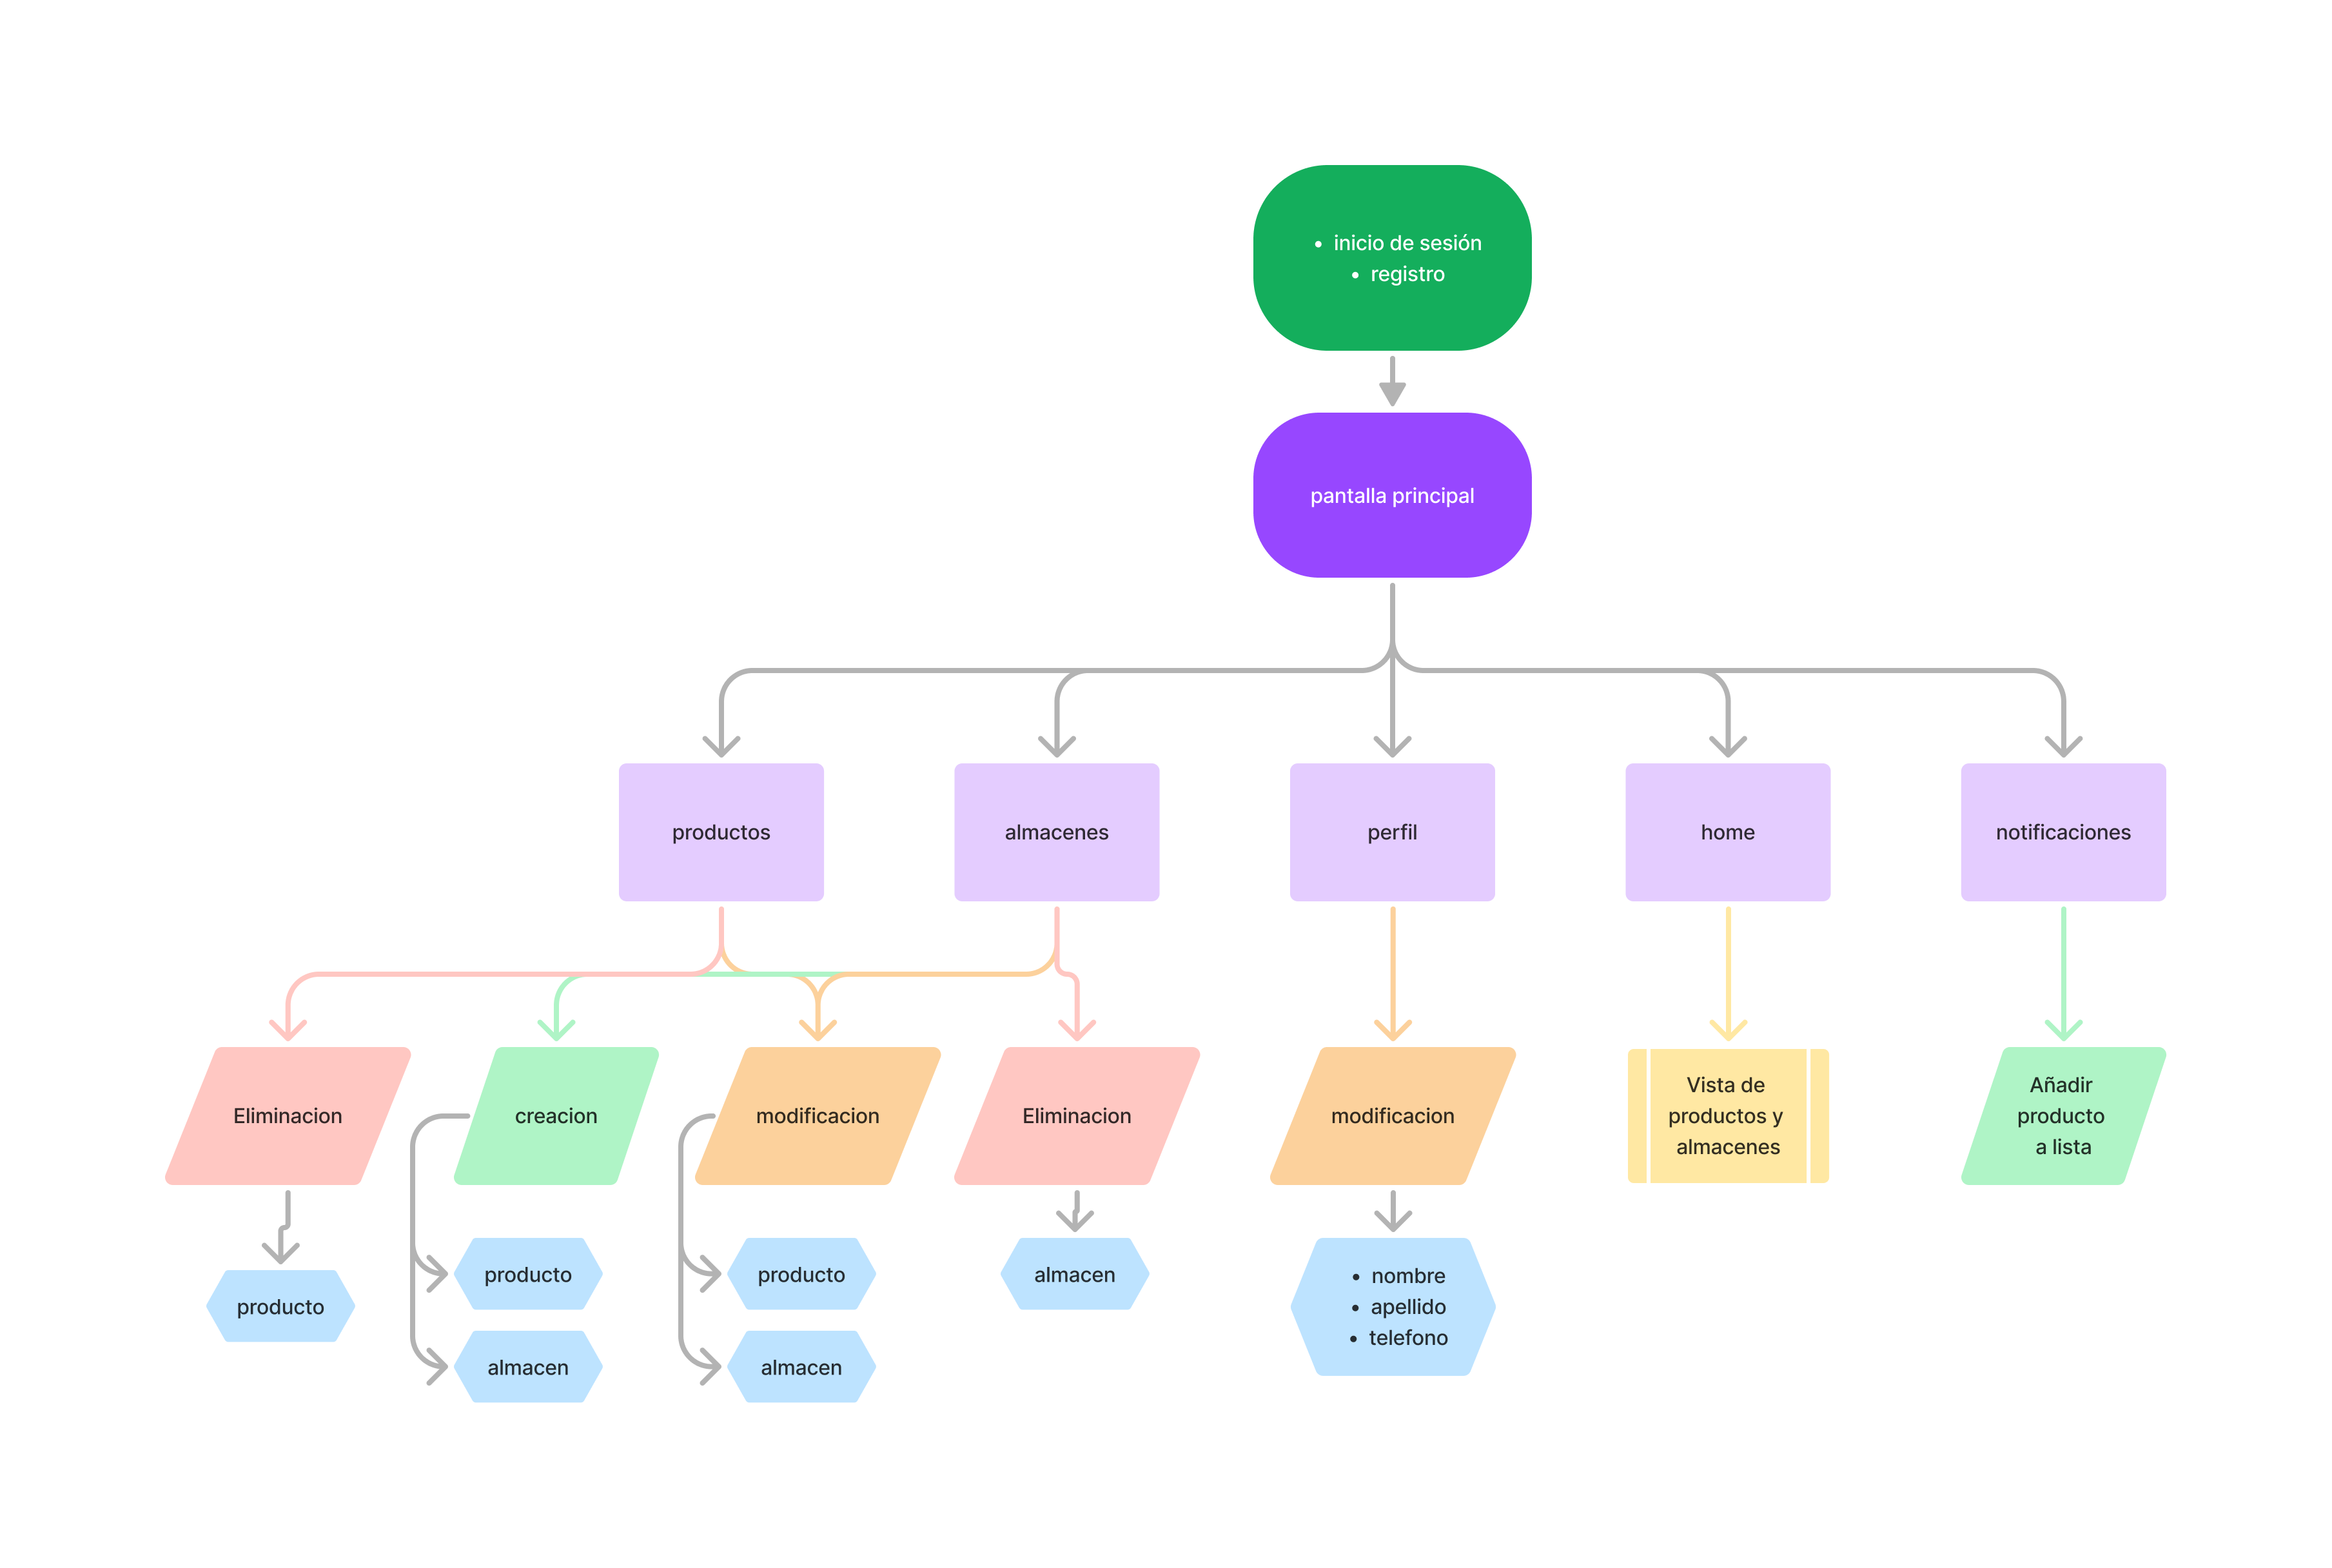 • inicio de sesión
• registro
pantalla principal
productos
almacenes
perfil
home
notificaciones
Eliminacion
creacion
modificacion
Eliminacion
modificacion
Vista de
productos y
almacenes
Añadir
producto
a lista
producto
producto
almacen
producto
almacen
almacen
• nombre
• apellido
• telefono